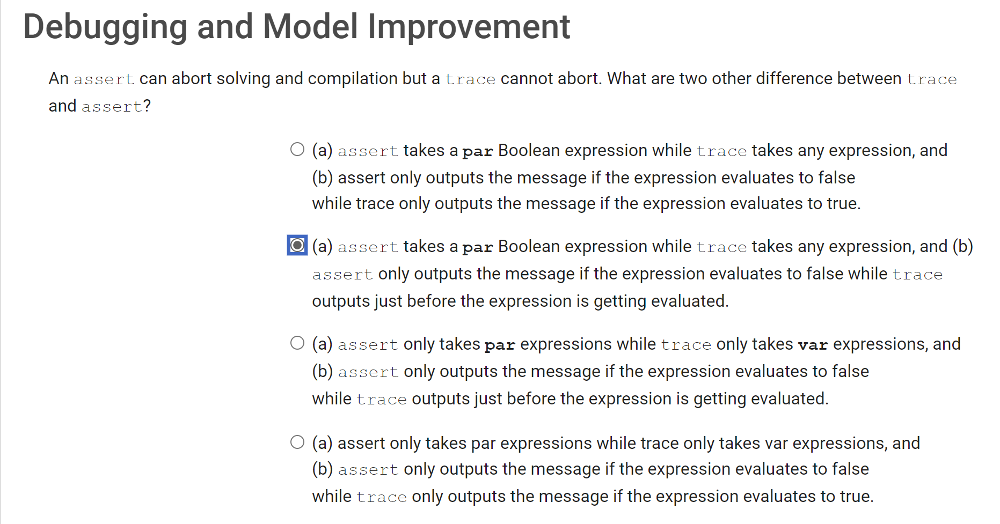 Debugging and Model Improvement
An assert can abort solving and compilation but a trace cannot abort. What are two other difference between trace
and assert?
(a) assert takes a par Boolean expression while trace takes any expression, and
(b) assert only outputs the message if the expression evaluates to false
while trace only outputs the message if the expression evaluates to true.
(a) assert takes a par Boolean expression while trace takes any expression, and (b)
assert only outputs the message if the expression evaluates to false while trace
outputs just before the expression is getting evaluated.
(a) assert only takes par expressions while trace only takes var expressions, and
(b) assert only outputs the message if the expression evaluates to false
while trace outputs just before the expression is getting evaluated.
(a) assert only takes par expressions while trace only takes var expressions, and
(b) assert only outputs the message if the expression evaluates to false
while trace only outputs the message if the expression evaluates to true.